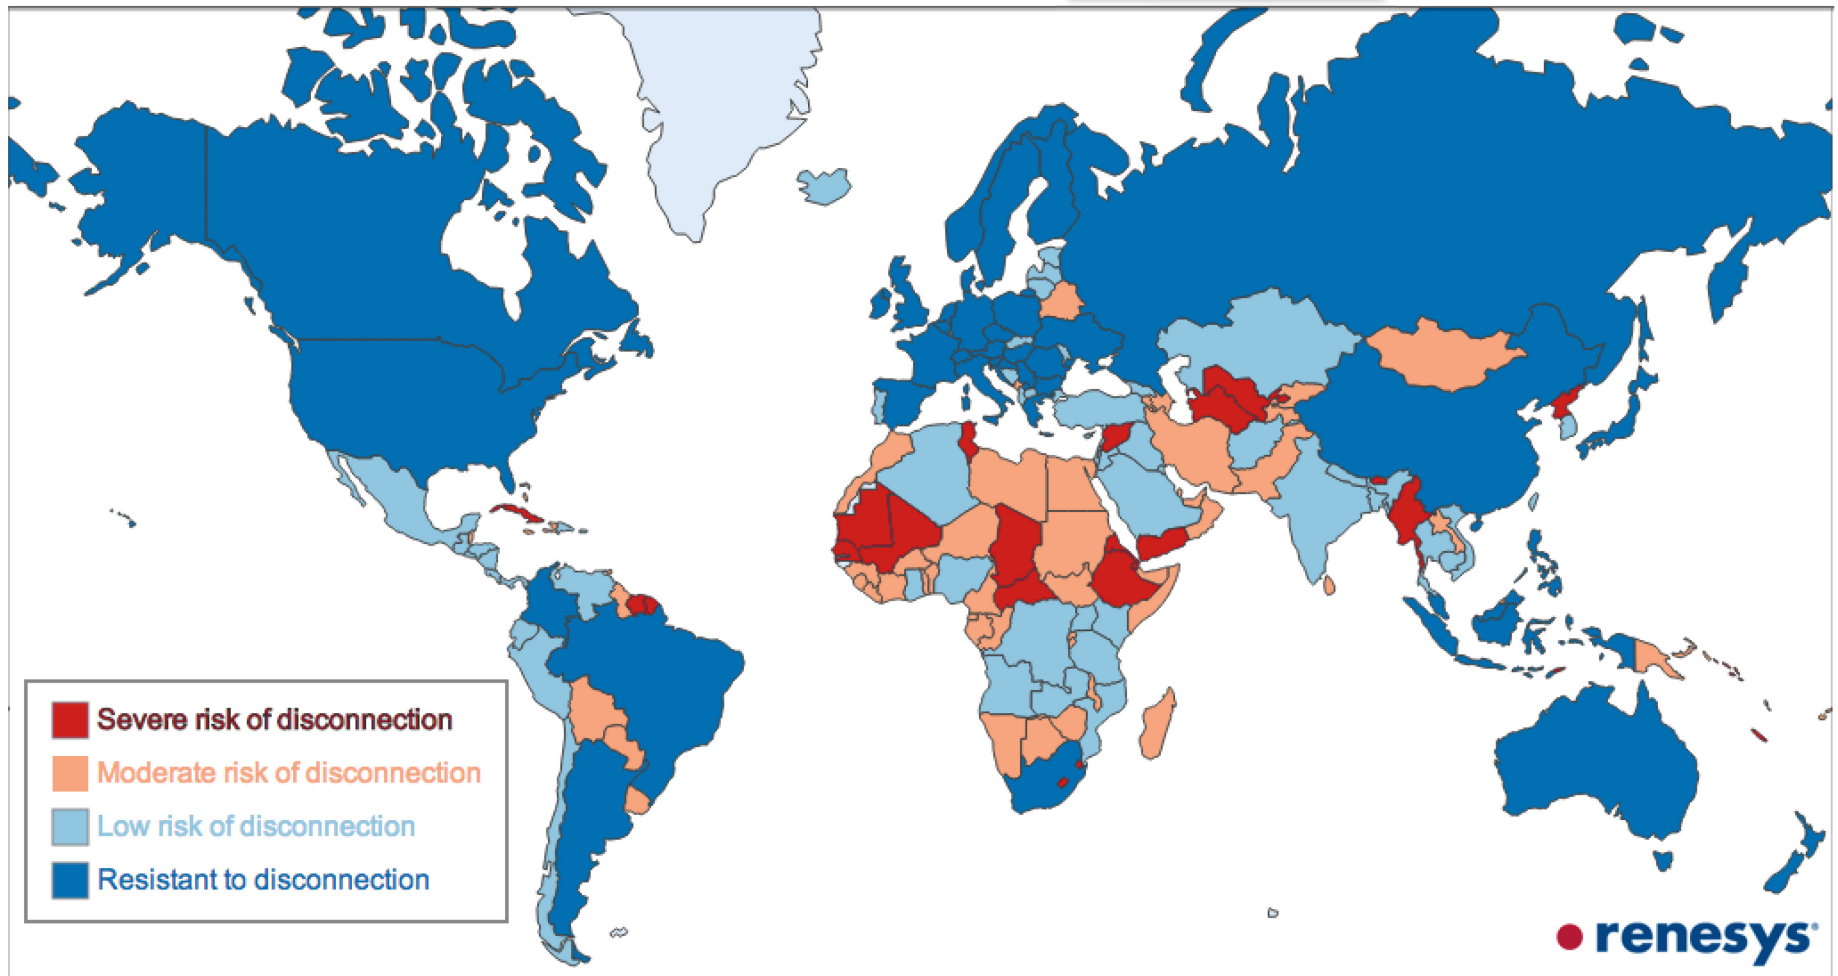 Severe risk of disconnection
Moderate risk of disconnection
Low risk of disconnection
Resistant to disconnection
renesys